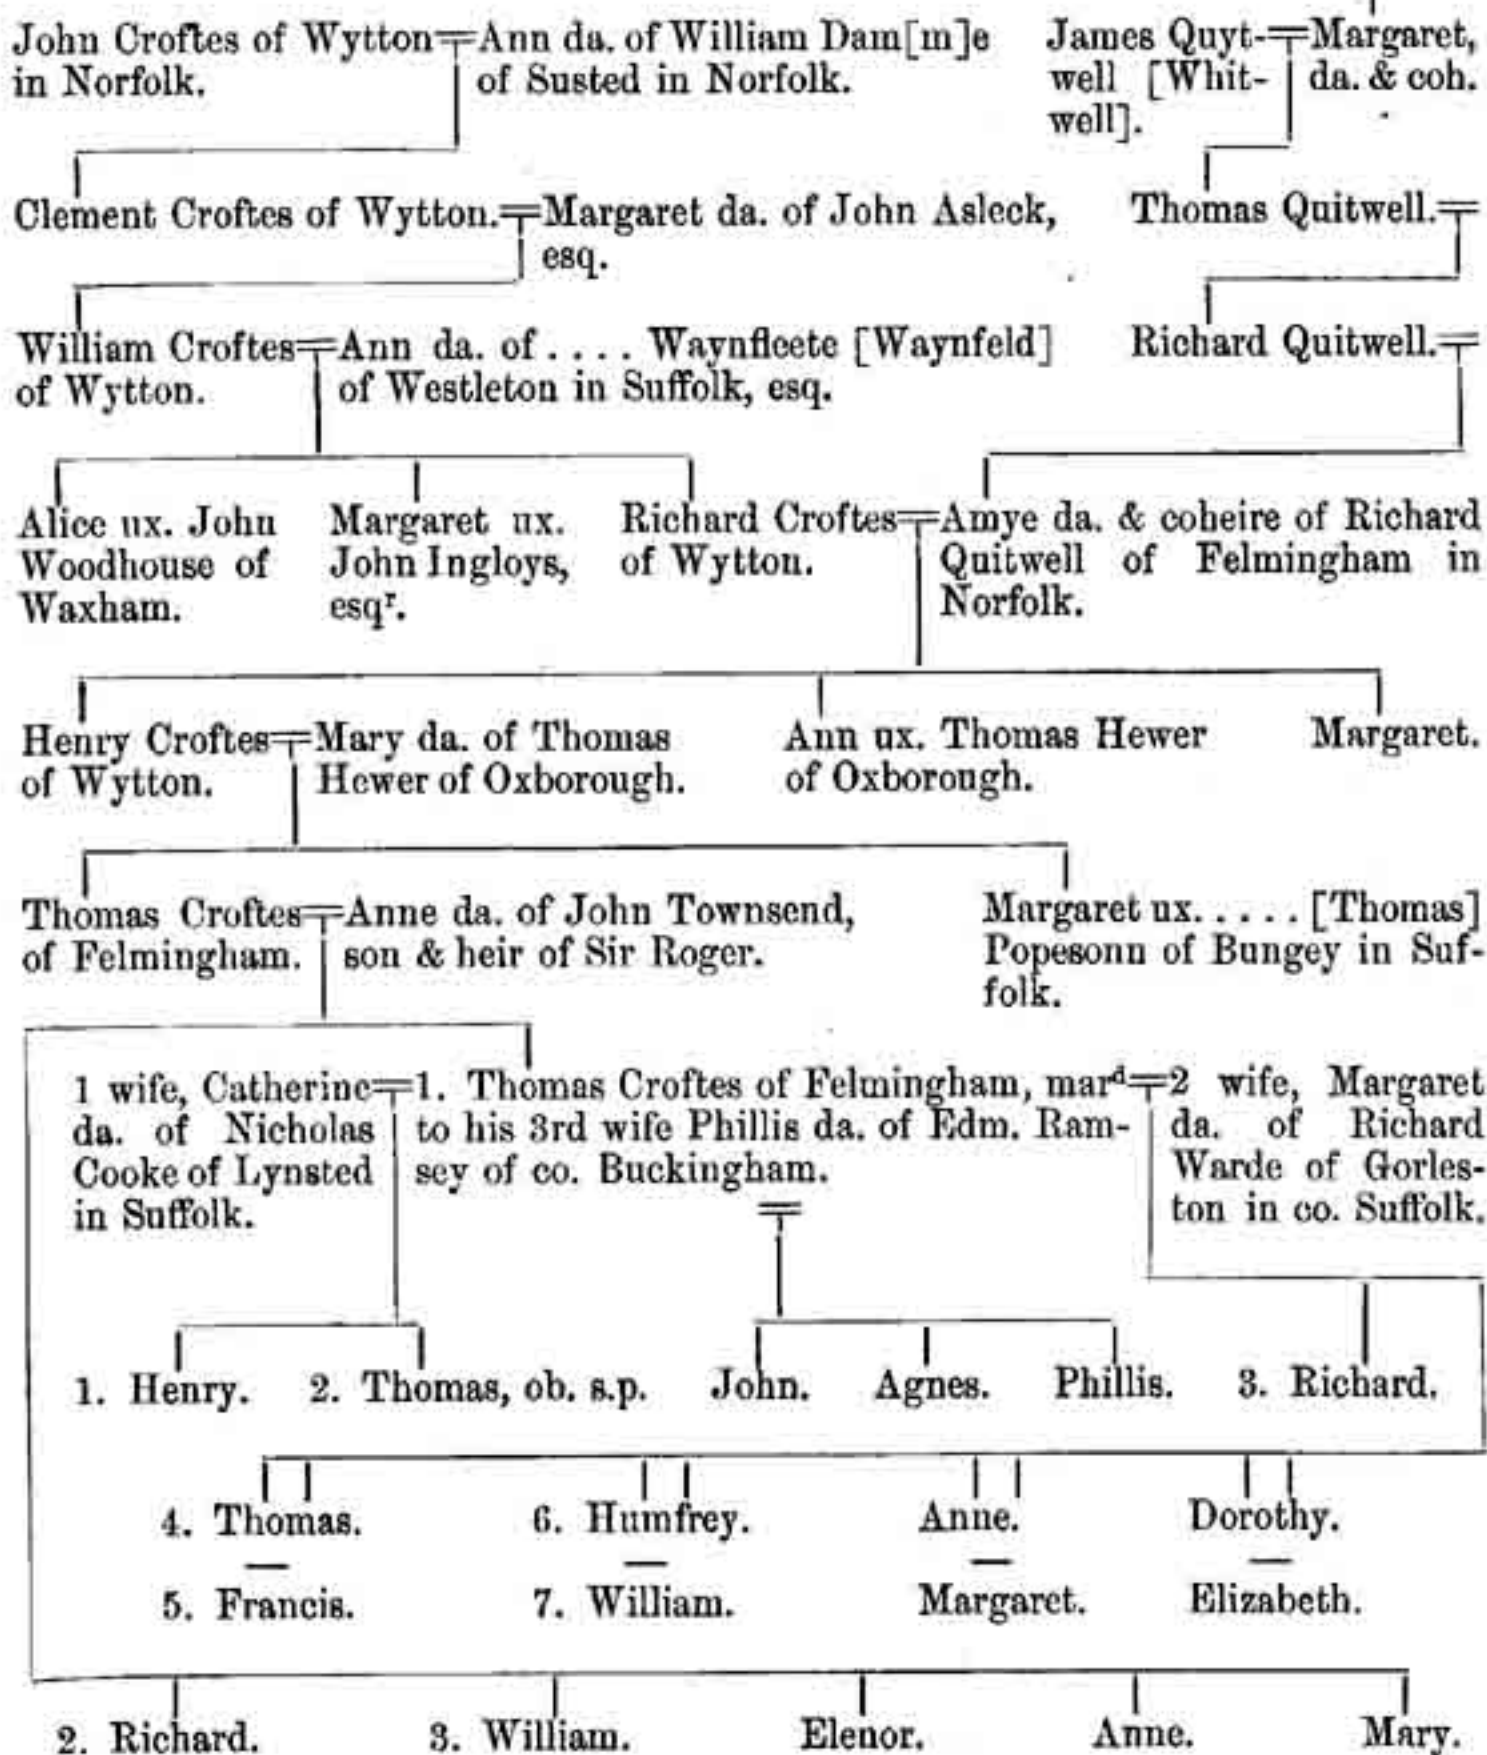 John Croftes of Wytton
in Norfolk.
Ann da. of William Dam[m]e
of Susted in Norfolk.
James Quyt-
well [Whit-
well].
Margaret,
da. & coh.
Clement Croftes of Wytton.
Margaret da. of John Asleck,
esq.
Thomas Quitwell.
William Croftes
of Wytton.
Ann da. of .... Waynfleete [Waynfeld]
of Westleton in Suffolk, esq.
Richard Quitwell.
Alice ux. John
Woodhouse of
Waxham.
Margaret ux.
John Ingloys,
esqr.
Richard Croftes
of Wytton.
Amye da. & coheire of Richard
Quitwell of Felmingham in
Norfolk.
Henry Croftes
of Wytton.
Mary da. of Thomas
Hewer of Oxborough.
Ann ux. Thomas Hewer
of Oxborough.
Margaret.
Thomas Croftes
of Felmingham.
Anne da. of John Townsend,
son & heir of Sir Roger.
Margaret ux. .... [Thomas]
Popesonn of Bungey in Suf-
folk.
1 wife, Catherine
da. of Nicholas
Cooke of Lynsted
in Suffolk.
1. Thomas Croftes of Felmingham, mard
to his 3rd wife Phillis da. of Edm. Ram-
sey of co. Buckingham.
2 wife, Margaret
da. of Richard
Warde of Gorles-
ton in co. Suffolk.
1. Henry.
2. Thomas, ob. s.p.
John.
Agnes.
Phillis.
3. Richard.
4. Thomas.
6. Humfrey.
Anne.
Dorothy.
5. Francis.
7. William.
Margaret.
Elizabeth.
2. Richard.
3. William.
Elenor.
Anne.
Mary.